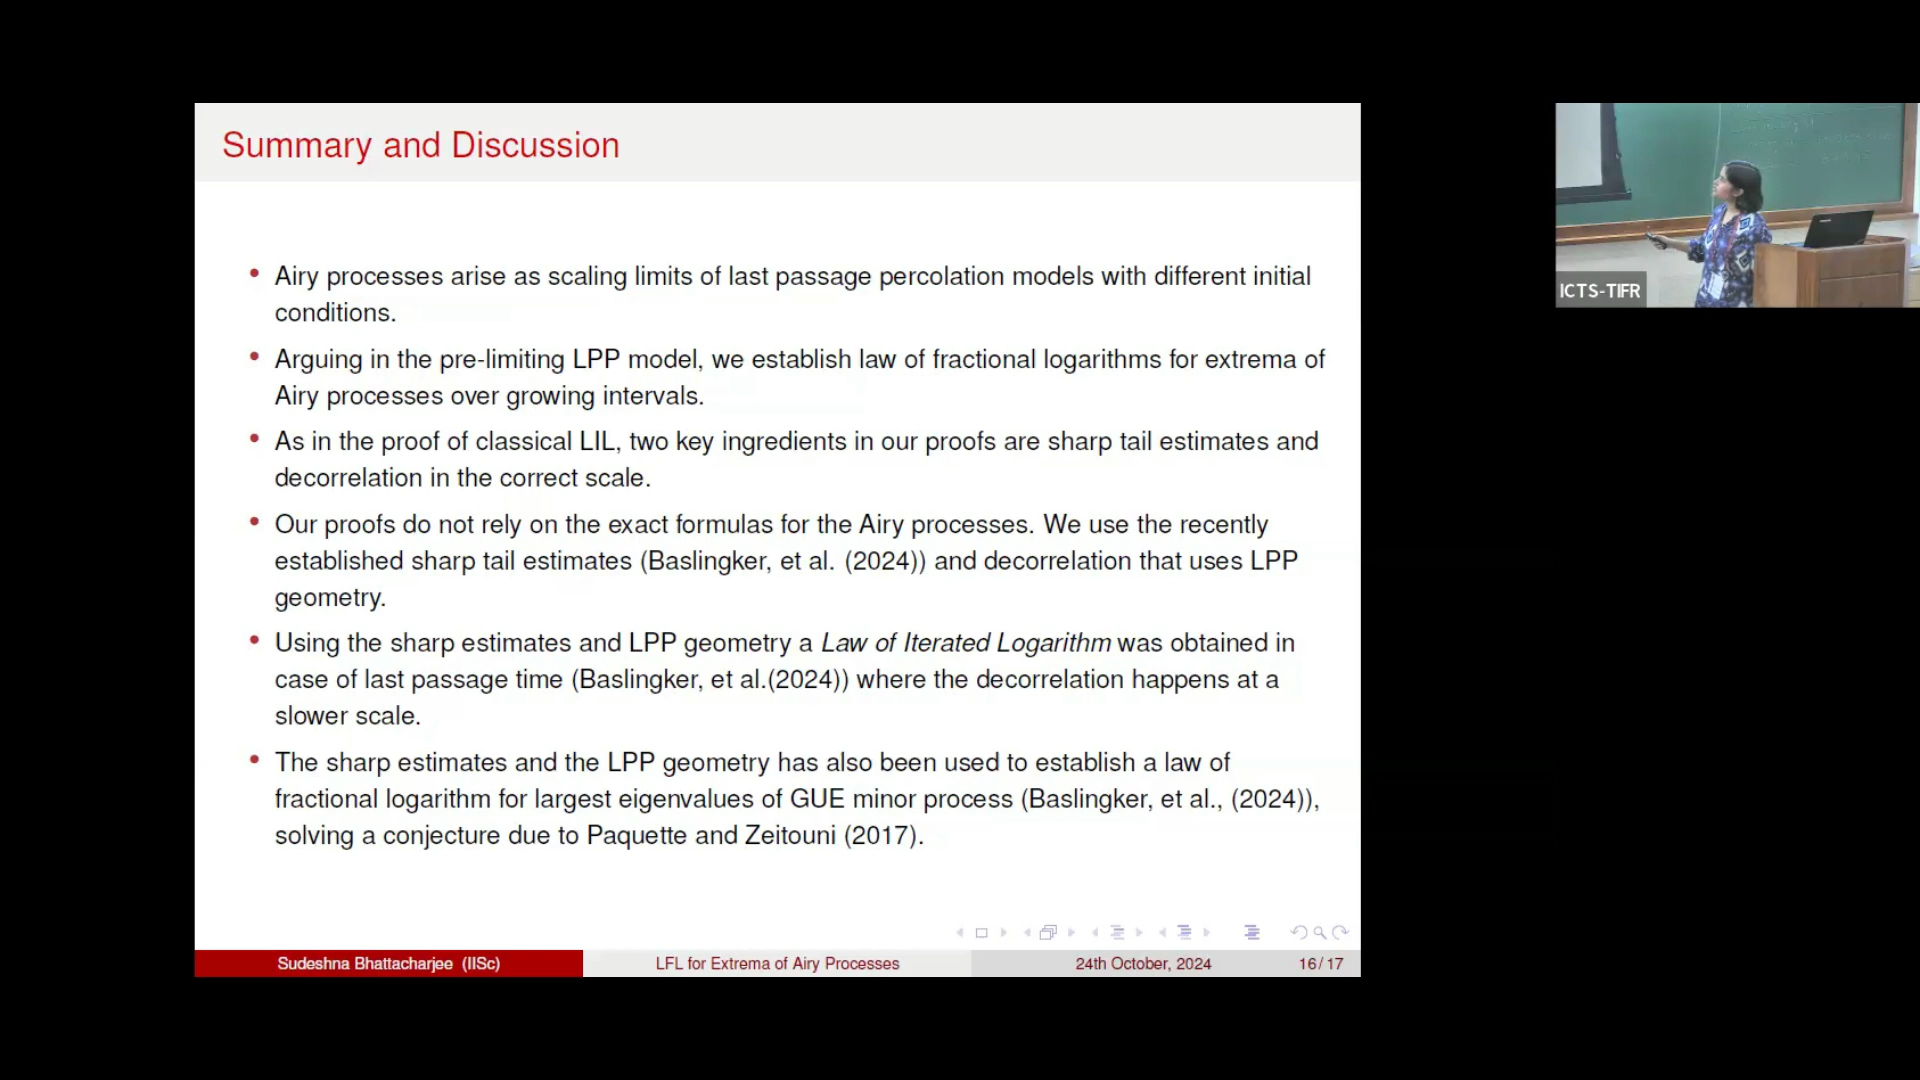 Summary and Discussion
Airy processes arise as scaling limits of last passage percolation models with different initial
conditions.
Arguing in the pre-limiting LPP model, we establish law of fractional logarithms for extrema of
Airy processes over growing intervals.
As in the proof of classical LIL, two key ingredients in our proofs are sharp tail estimates and
decorrelation in the correct scale.
Our proofs do not rely on the exact formulas for the Airy processes. We use the recently
established sharp tail estimates (Baslingker, et al. (2024)) and decorrelation that uses LPP
geometry.
Using the sharp estimates and LPP geometry a Law of Iterated Logarithm was obtained in
case of last passage time (Baslingker, et al.(2024)) where the decorrelation happens at a
slower scale.
The sharp estimates and the LPP geometry has also been used to establish a law of
fractional logarithm for largest eigenvalues of GUE minor process (Baslingker, et al., (2024)),
solving a conjecture due to Paquette and Zeitouni (2017).
Sudeshna Bhattacharjee (IISc)
LFL for Extrema of Airy Processes
24th October, 2024
16/17
ICTS-TIFR